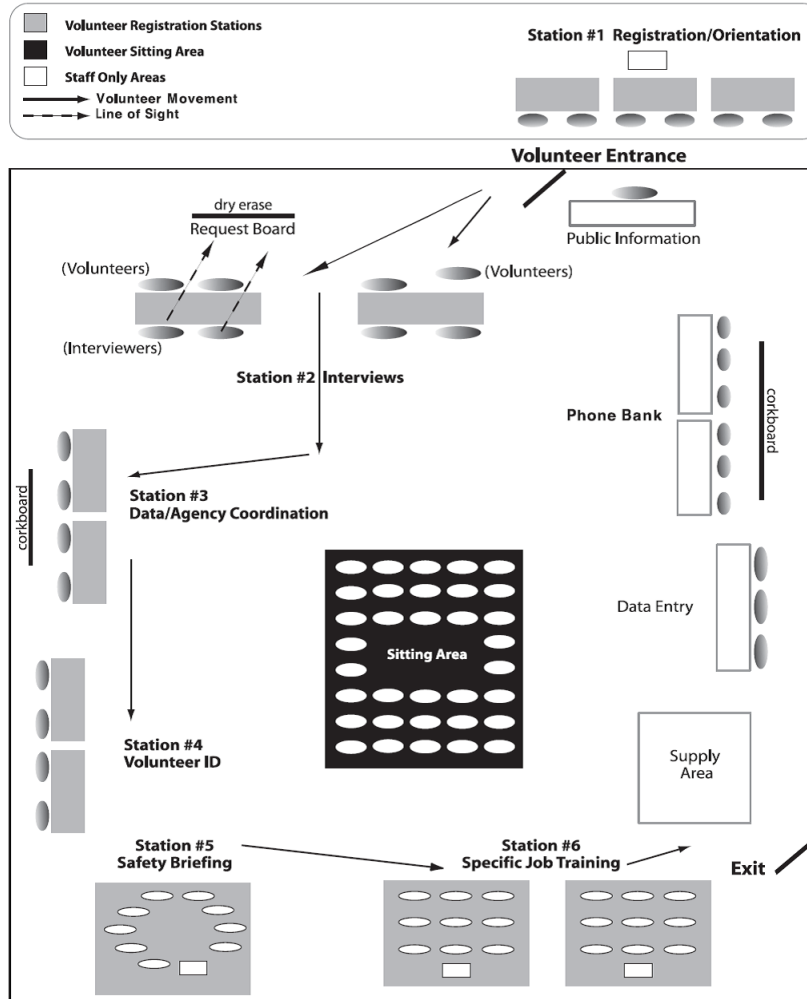 Volunteer Registration Stations
Volunteer Sitting Area
Staff Only Areas
Volunteer Movement
Line of Sight
Station #1 Registration/Orientation
Volunteer Entrance
dry erase
Request Board
Public Information
(Volunteers)
(Volunteers)
(Interviewers)
Station #2 Interviews
Phone Bank
corkboard
corkboard
Station #3
Data/Agency Coordination
Data Entry
Sitting Area
Station #4
Volunteer ID
Supply
Area
Station #5
Safety Briefing
Station #6
Specific Job Training
Exit